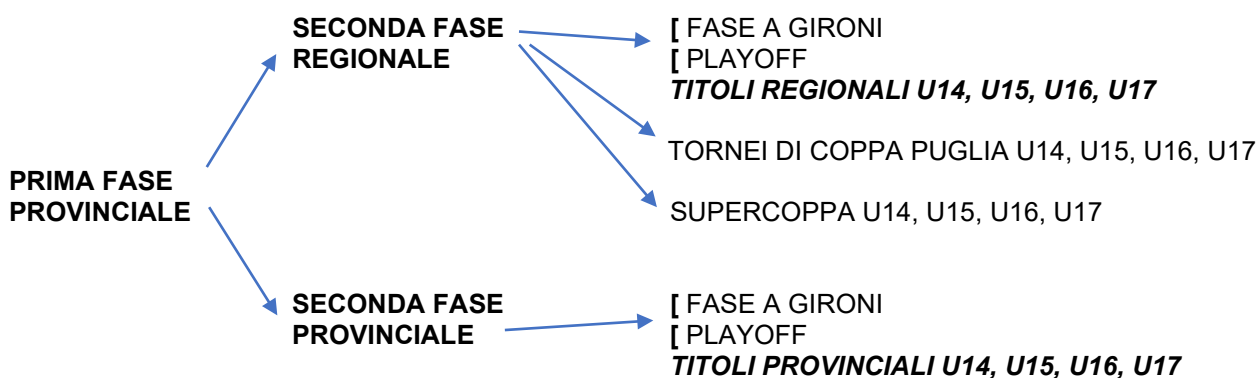 PRIMA FASE
PROVINCIALE
SECONDA FASE
REGIONALE
[ FASE A GIRONI
[ PLAYOFF
TITOLI REGIONALI U14, U15, U16, U17
TORNEI DI COPPA PUGLIA U14, U15, U16, U17
SUPERCOPPA U14, U15, U16, U17
SECONDA FASE
PROVINCIALE
[ FASE A GIRONI
[ PLAYOFF
TITOLI PROVINCIALI U14, U15, U16, U17